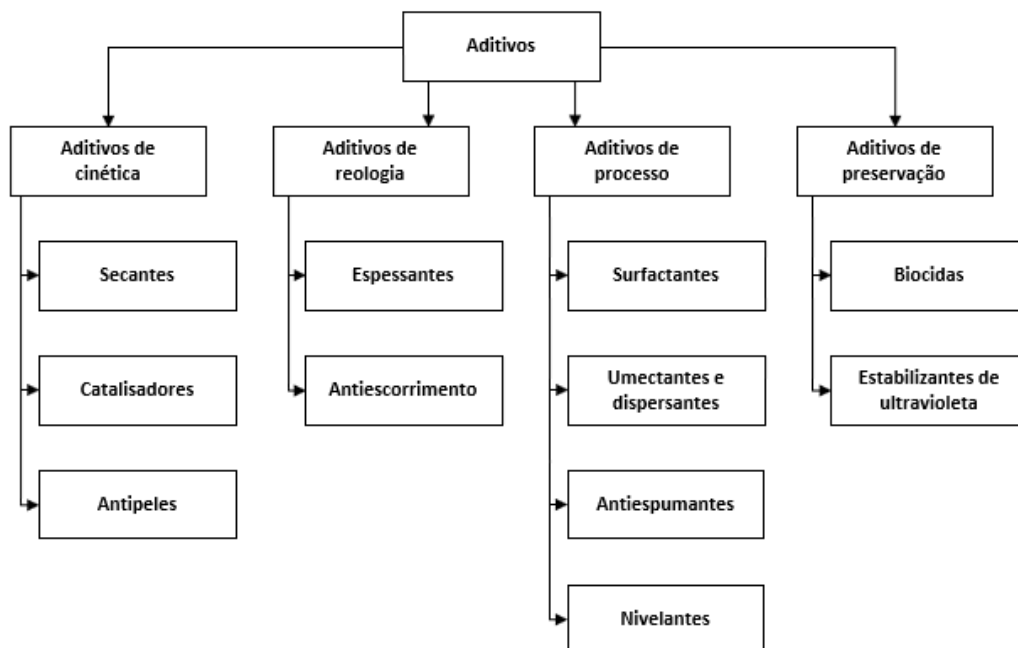 Aditivos
Aditivos de
cinética
Secantes
Catalisadores
Antipeles
Aditivos de
reologia
Espessantes
Antiescorrimento
Aditivos de
processo
Surfactantes
Umectantes e
dispersantes
Antiespumantes
Nivelantes
Aditivos de
preservação
Biocidas
Estabilizantes de
ultravioleta